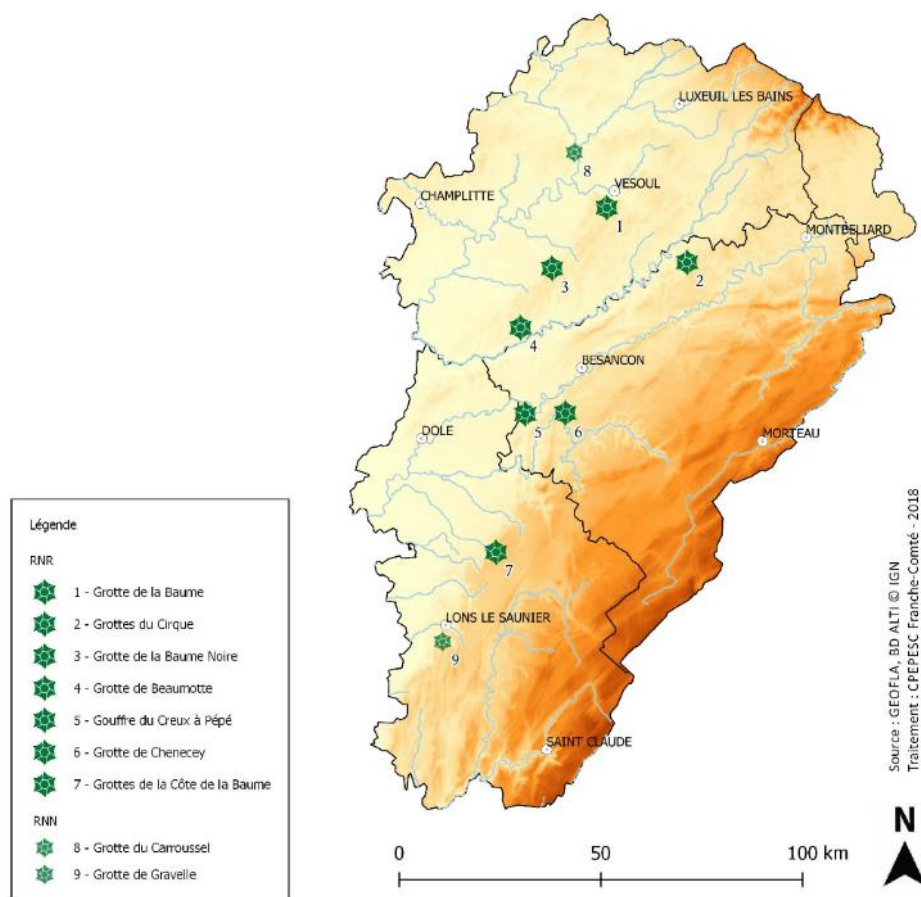 LUXEUIL LES BAINS
8
VESOUL
CHAMPLITTE
1
MONTBELIARD
2
3
4
BESANCON
5
6
DOLE
MORTEAU
7
LONS LE SAUNIER
9
SAINT CLAUDE
Légende
RNR
1 - Grotte de la Baume
2 - Grottes du Cirque
3 - Grotte de la Baume Noire
4 - Grotte de Beaumotte
5 - Gouffre du Creux à Pépé
6 - Grotte de Chenecey
7 - Grottes de la Côte de la Baume
RNN
8 - Grotte du Carroussel
9 - Grotte de Gravelle
0
50
100 km
N
Source : GEOFLA, BD ALTI © IGN
Traitement : CPEPESC Franche-Comté - 2018